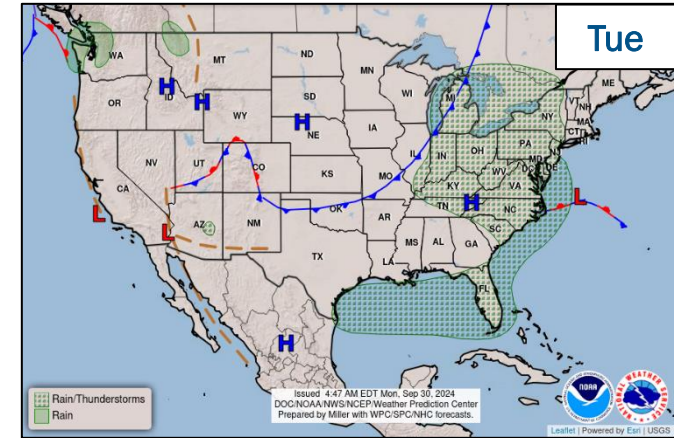 Tue
WA
MT
ND
MN
ME
OR
ID
SD
WI
MI
VT
NH
NY
MA
CT
RI
WY
NE
IA
PA
NV
UT
CO
IL
IN
OH
MD
DE
DC
NJ
CA
KS
MO
WV
VA
KY
AZ
NM
OK
AR
TN
NC
SC
MS
AL
GA
TX
LA
FL
H
H
H
H
L
L
L
H
Rain/Thunderstorms
Rain
Issued 4:47 AM EDT Mon, Sep 30, 2024
DOC/NOAA/NWS/NCEP/Weather Prediction Center
Prepared by Miller with WPC/SPC/NHC forecasts.
NOAA
Leaflet | Powered by Esri | USGS